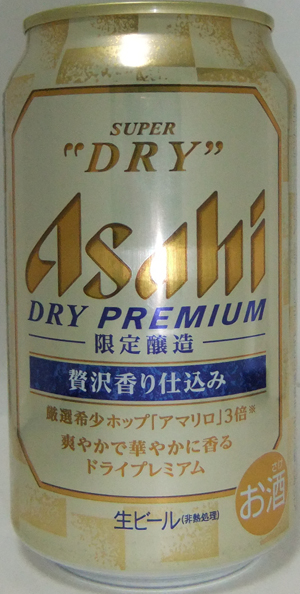 SUPER
"DRY"
Asahi
DRY PREMIUM
限定醸造
贅沢香り仕込み
厳選希少ホップ「アマリロ」3倍※
爽やかで華やかに香る
ドライプレミアム
さけ
お酒
生ビール(非熱処理)